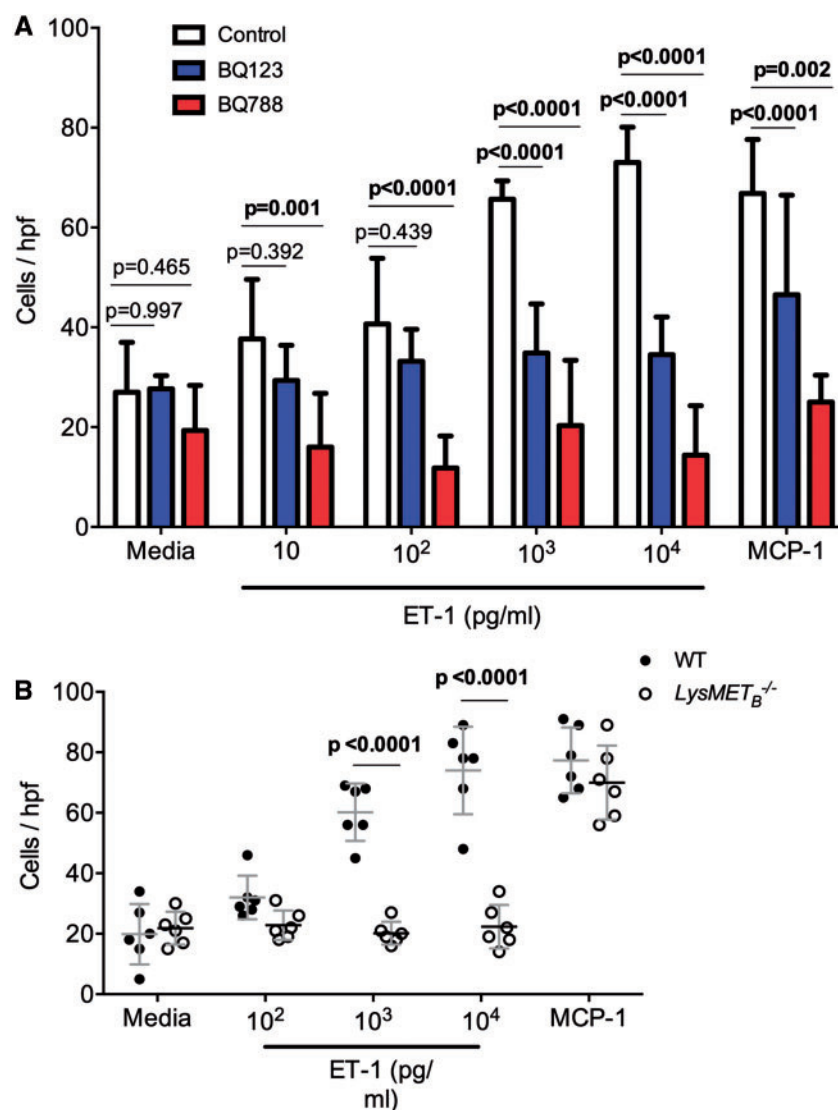 A
Control
BQ123
BQ788
Cells / hpf
100
80
60
40
20
0
p=0.465
p=0.997
p=0.001
p=0.392
p<0.0001
p=0.439
p<0.0001
p<0.0001
p<0.0001
p<0.0001
p=0.002
p<0.0001
Media 10 10² 10³ 10⁴ MCP-1
ET-1 (pg/ml)
B
WT
LysMET_B^-/-
Cells / hpf
100
80
60
40
20
0
p <0.0001
p <0.0001
Media 10² 10³ 10⁴ MCP-1
ET-1 (pg/
ml)